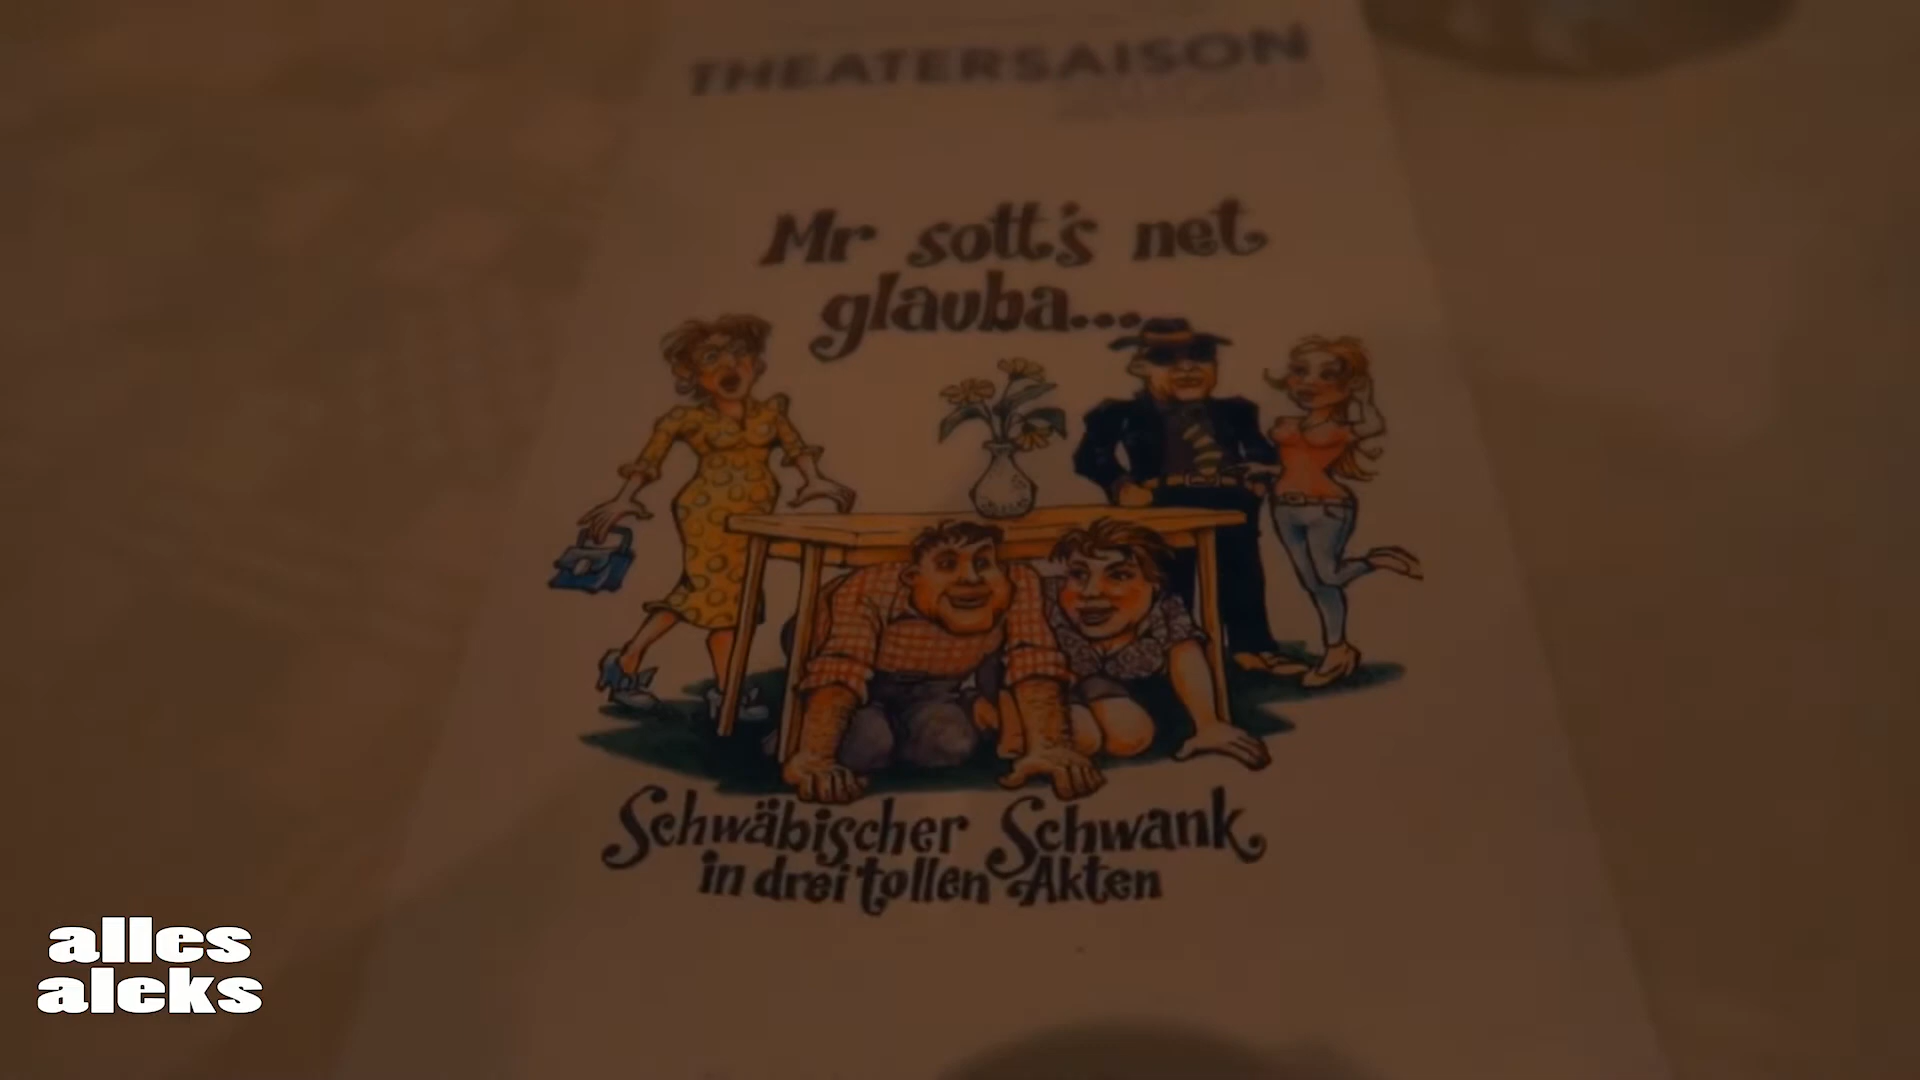 THEATERSAISON
Mr sott's net
glauba...
Schwäbischer Schwank
in drei tollen Akten
alles
aleks